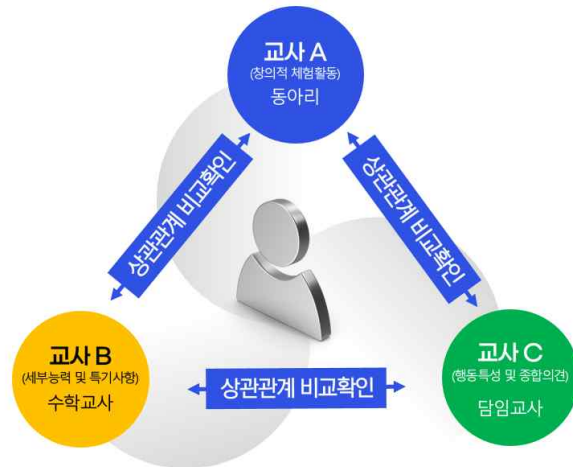 교사 A
(창의적 체험활동)
동아리
상관관계 비교확인
상관관계 비교확인
교사 B
(세부능력 및 특기사항)
수학교사
상관관계 비교확인
교사 C
(행동특성 및 종합의견)
담임교사